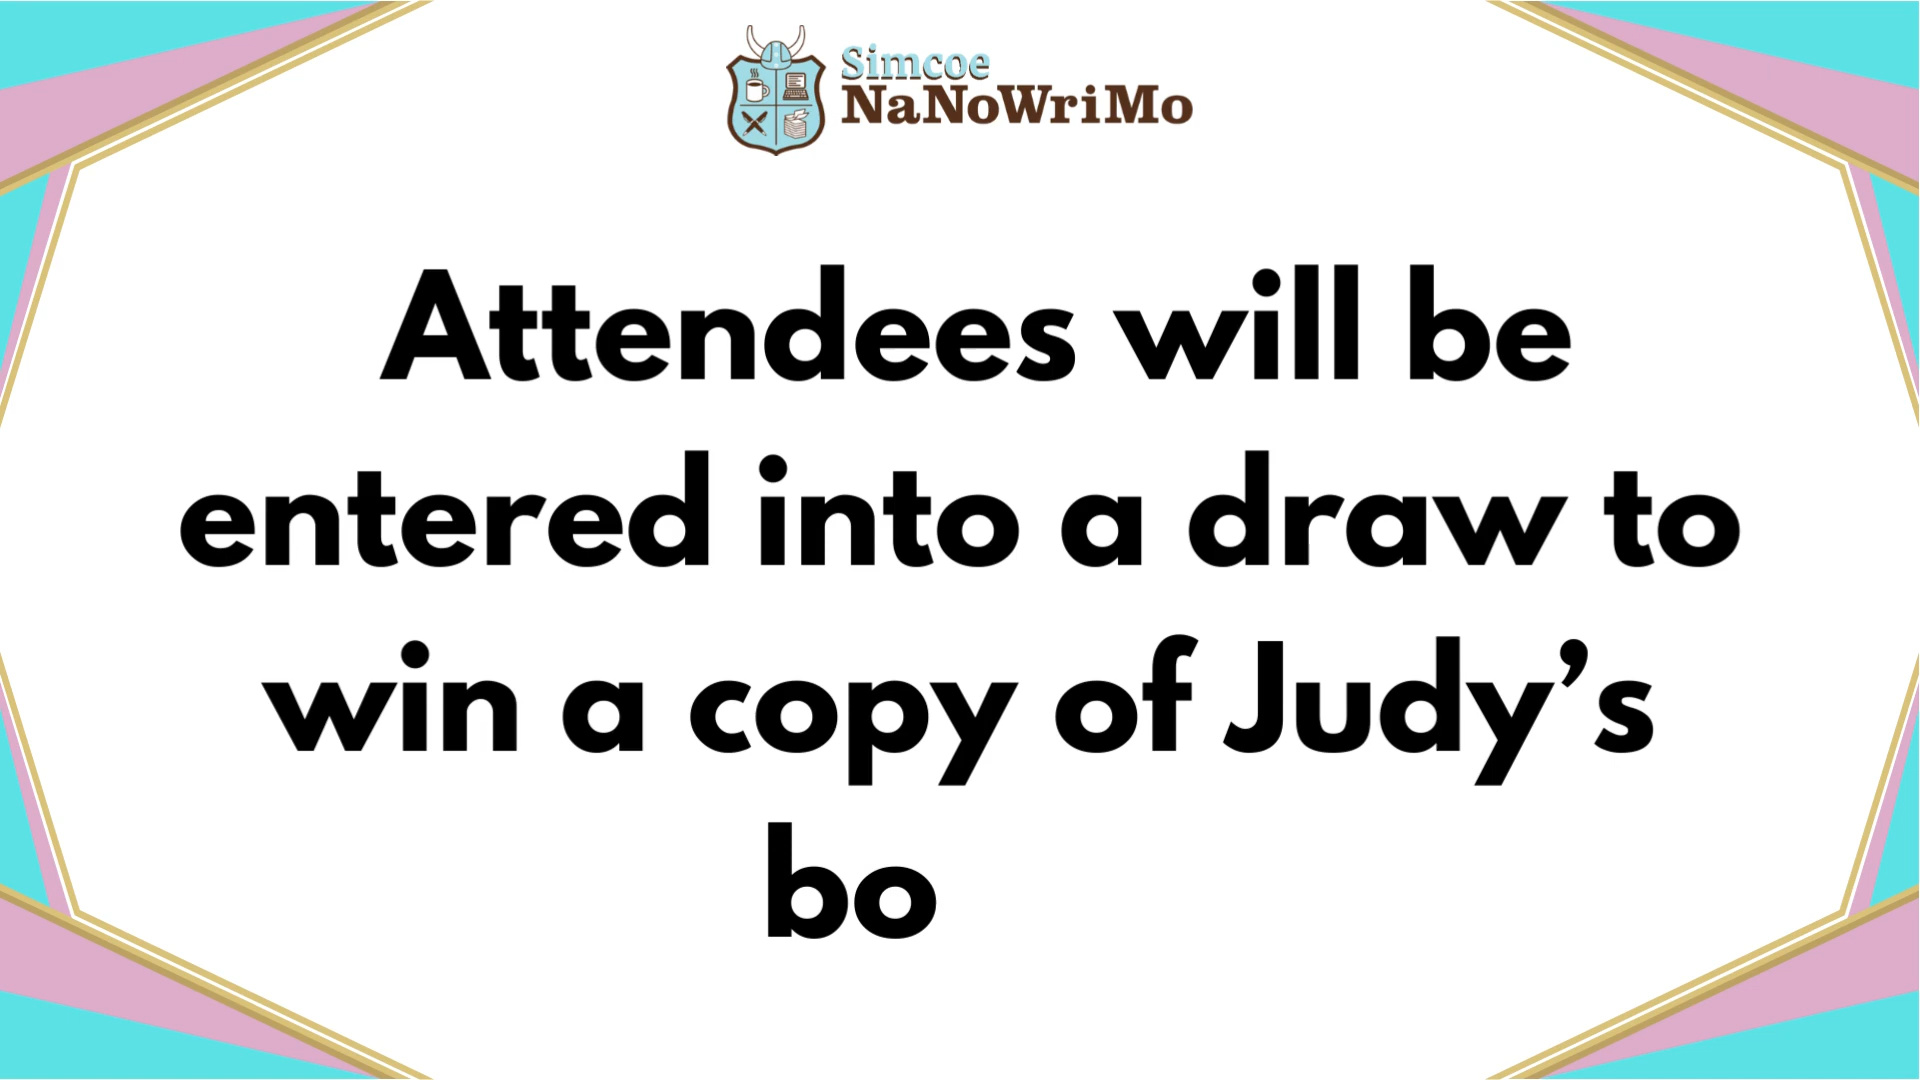 Simcoe
NaNoWriMo
Attendees will be
entered into a draw to
win a copy of Judy’s
bo